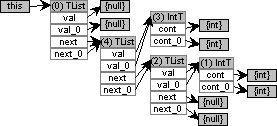 this
(0) TList
val
val_0
next
next_0
{null}
{null}
(4) TList
val
val_0
next
next_0
(3) IntT
cont
cont_0
{int}
{int}
(2) TList
val
val_0
next
next_0
(1) IntT
cont
cont_0
{int}
{int}
{null}
{null}